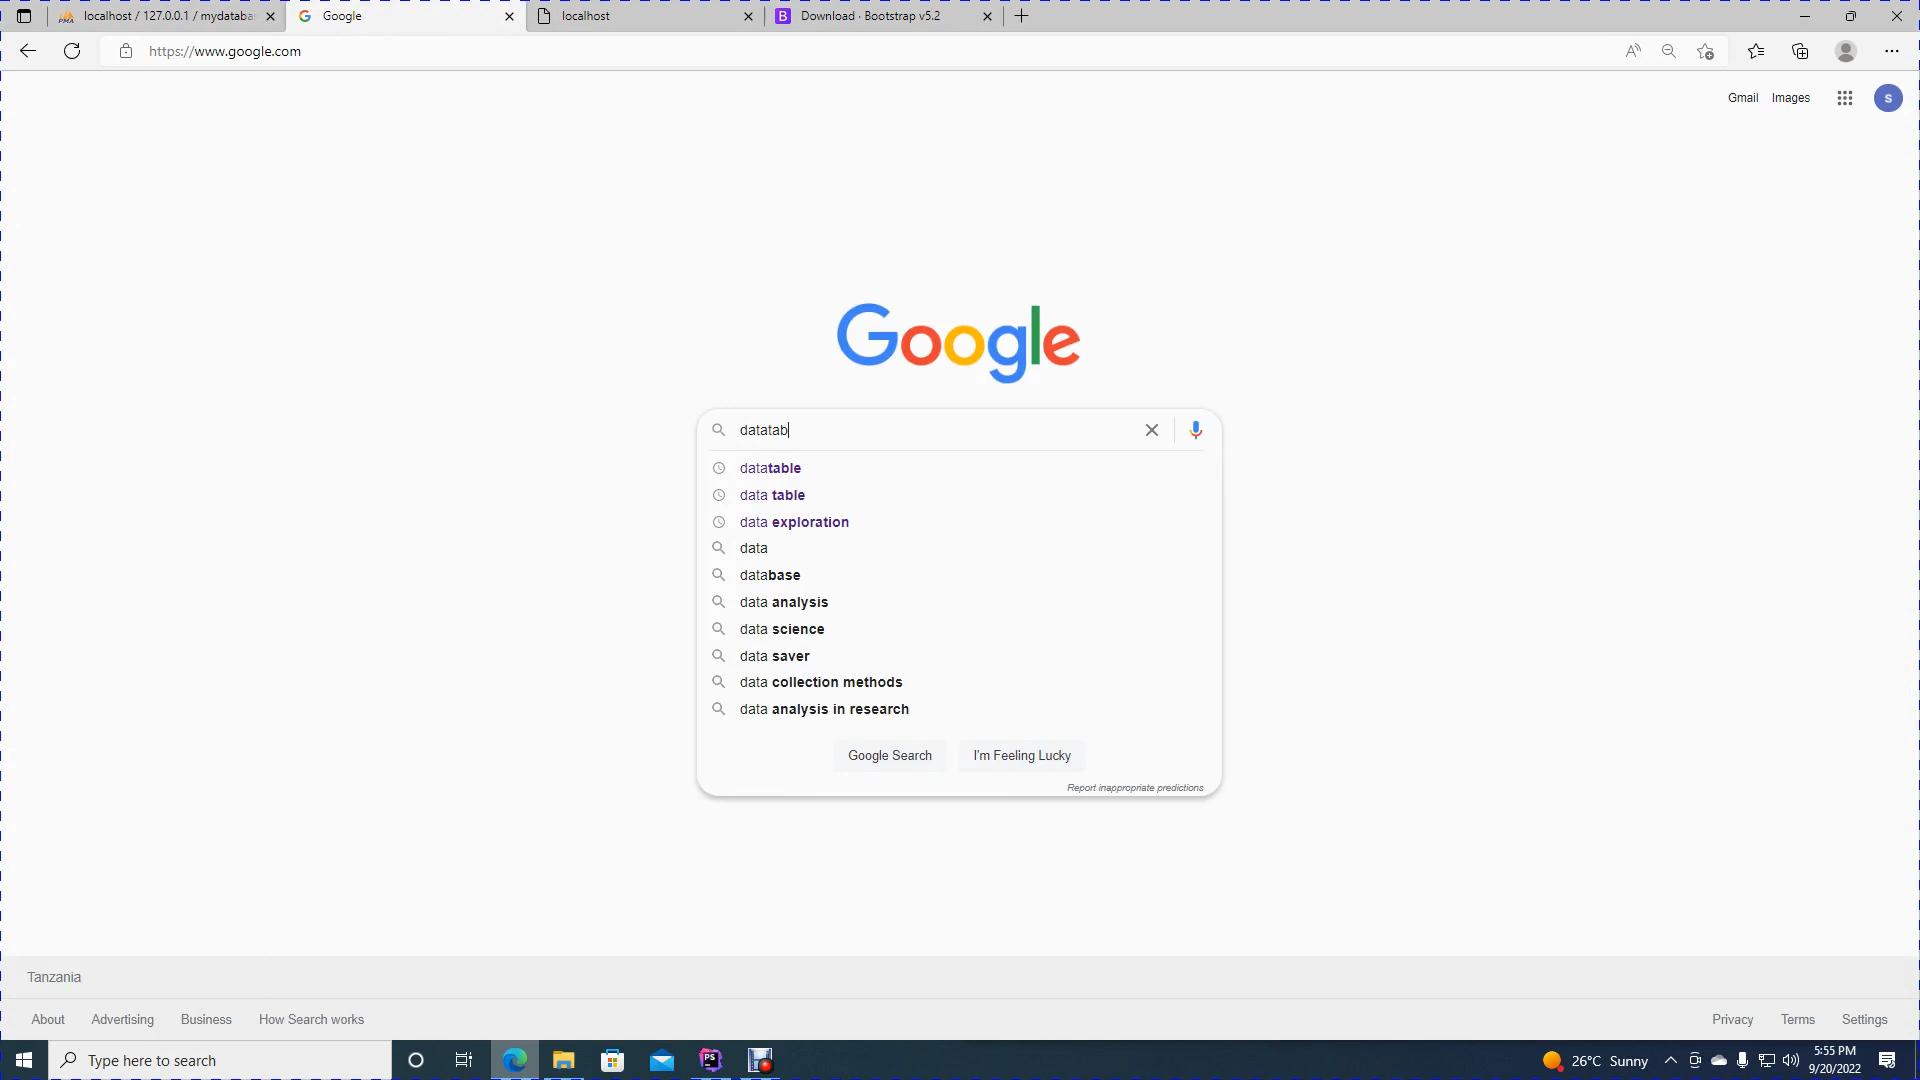 localhost / 127.0.0.1 / mydataba
Google
localhost
Download · Bootstrap v5.2
https://www.google.com
Gmail Images
S
Google
datatab
datatable
data table
data exploration
data
database
data analysis
data science
data saver
data collection methods
data analysis in research
Google Search I'm Feeling Lucky
Report inappropriate predictions
Tanzania
About Advertising Business How Search works Privacy Terms Settings
Type here to search
26°C Sunny
5:55 PM
9/20/2022